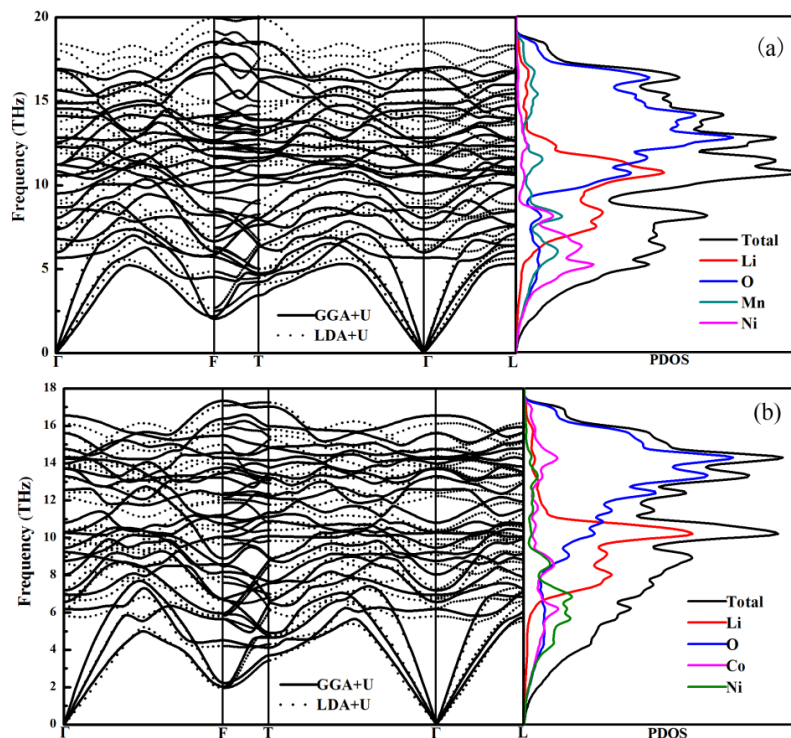 20
15
10
5
0
Frequency (THz)
GGA+U
LDA+U
Γ
F
T
Γ
L
(a)
Total
Li
O
Mn
Ni
PDOS
18
16
14
12
10
8
6
4
2
0
Frequency (THz)
GGA+U
LDA+U
Γ
F
T
Γ
L
(b)
Total
Li
O
Co
Ni
PDOS